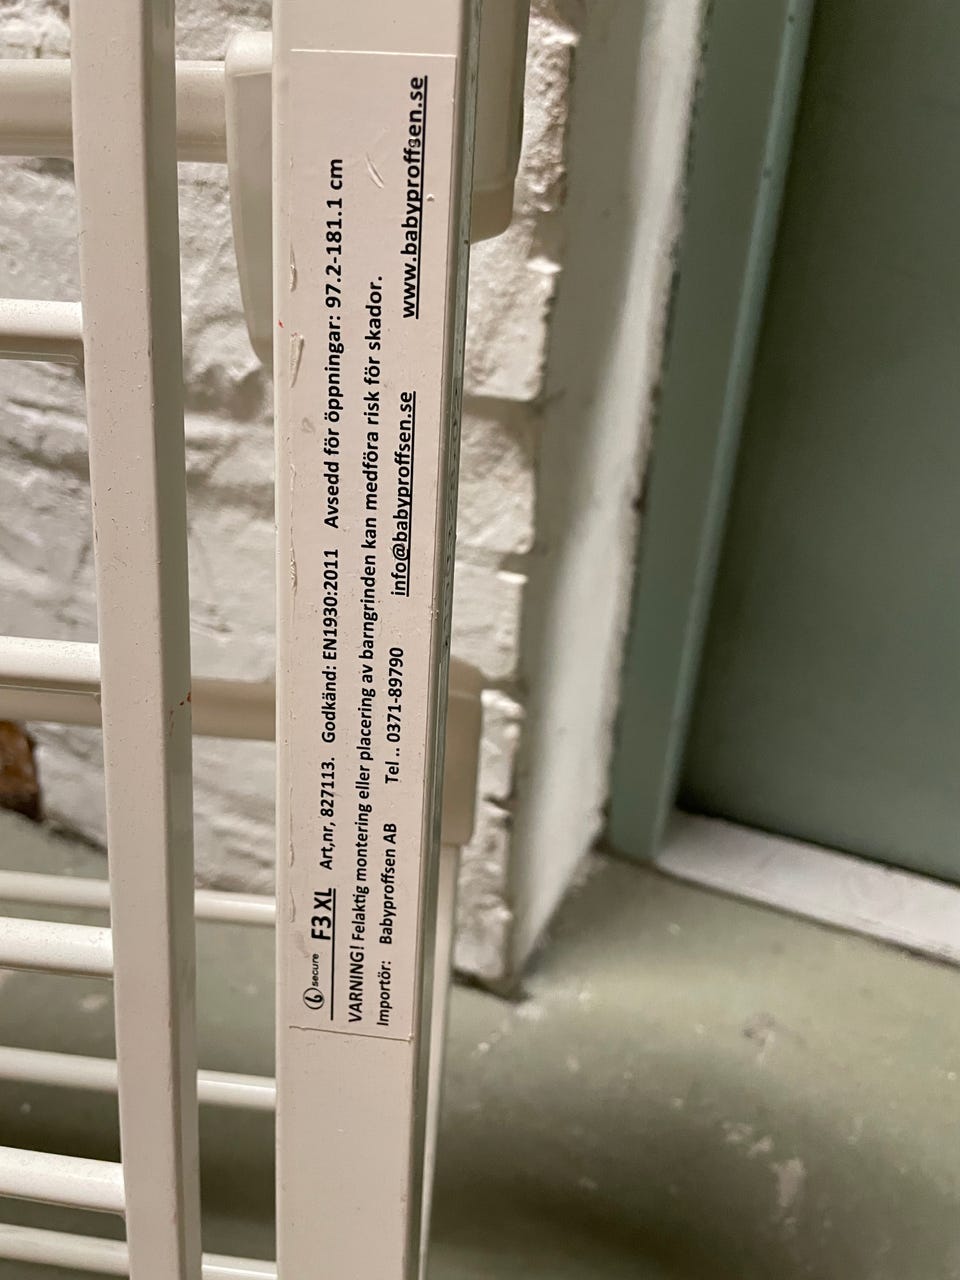 b secure F3 XL Art,nr, 827113. Godkänd: EN1930:2011 Avsedd för öppningar: 97.2-181.1 cm
VARNING! Felaktig montering eller placering av barngrinden kan medföra risk för skador.
Importör: Babyproffsen AB Tel .. 0371-89790 info@babyproffsen.se www.babyproffsen.se